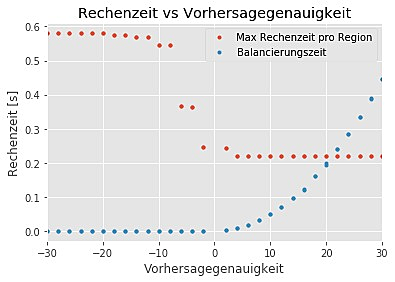 Rechenzeit vs Vorhersagegenauigkeit
Max Rechenzeit pro Region
Balancierungszeit
Rechenzeit [s]
0.6
0.5
0.4
0.3
0.2
0.1
0.0
−30
−20
−10
0
10
20
30
Vorhersagegenauigkeit